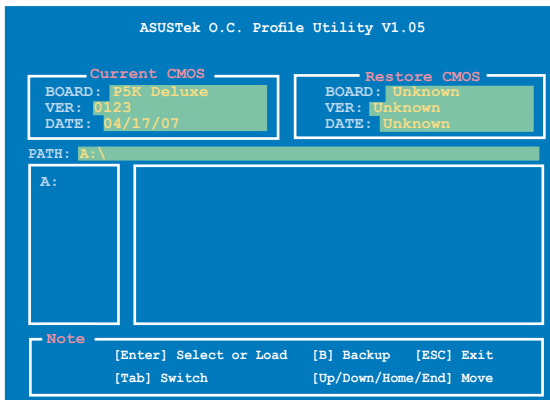 ASUSTek O.C. Profile Utility V1.05
Current CMOS
BOARD: P5K Deluxe
VER: 0123
DATE: 04/17/07
Restore CMOS
BOARD: Unknown
VER: Unknown
DATE: Unknown
PATH: A:\
A:
Note
[Enter] Select or Load [B] Backup [ESC] Exit
[Tab] Switch [Up/Down/Home/End] Move